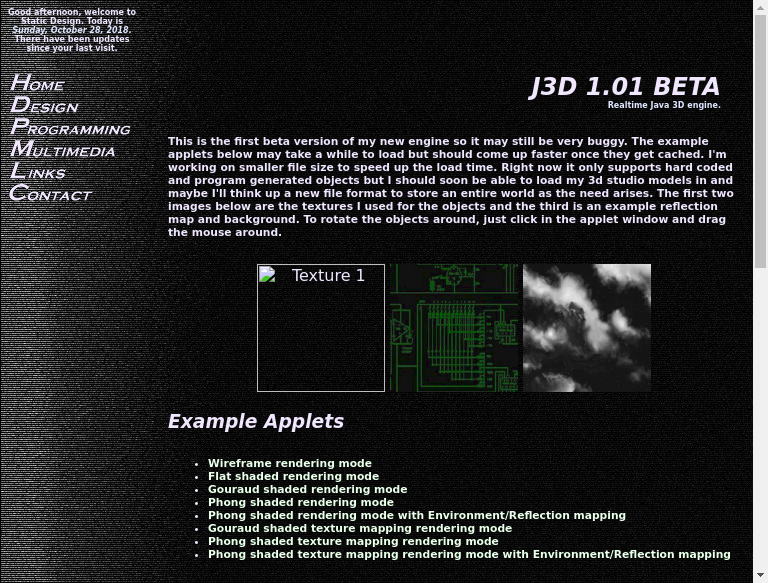 Good afternoon, welcome to
Static Design. Today is
Sunday, October 28, 2018.
There have been updates
since your last visit.
HOME
DESIGN
PROGRAMMING
MULTIMEDIA
LINKS
CONTACT
J3D 1.01 BETA
Realtime Java 3D engine.
This is the first beta version of my new engine so it may still be very buggy. The example
applets below may take a while to load but should come up faster once they get cached. I'm
working on smaller file size to speed up the load time. Right now it only supports hard coded
and program generated objects but I should soon be able to load my 3d studio models in and
maybe I'll think up a new file format to store an entire world as the need arises. The first two
images below are the textures I used for the objects and the third is an example reflection
map and background. To rotate the objects around, just click in the applet window and drag
the mouse around.
Texture 1
Example Applets
• Wireframe rendering mode
• Flat shaded rendering mode
• Gouraud shaded rendering mode
• Phong shaded rendering mode
• Phong shaded rendering mode with Environment/Reflection mapping
• Gouraud shaded texture mapping rendering mode
• Phong shaded texture mapping rendering mode
• Phong shaded texture mapping rendering mode with Environment/Reflection mapping